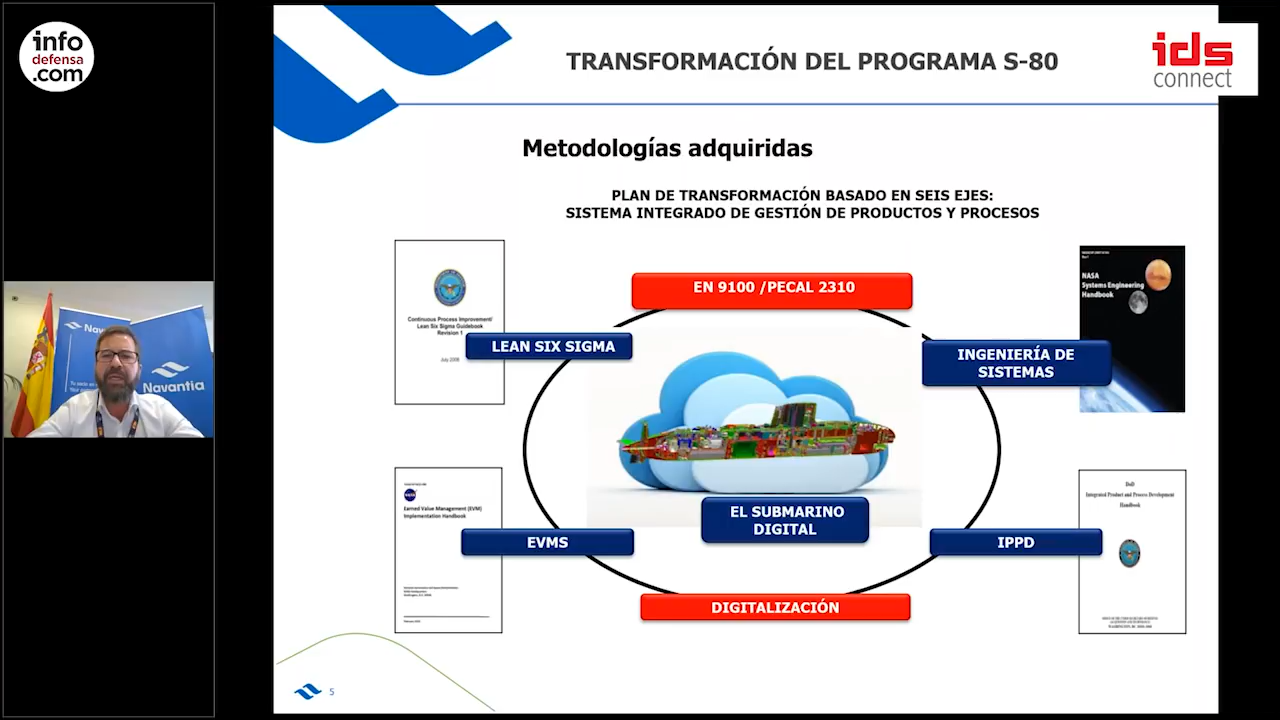 info
defensa
.com
TRANSFORMACIÓN DEL PROGRAMA S-80
ids
connect
Metodologías adquiridas
PLAN DE TRANSFORMACIÓN BASADO EN SEIS EJES:
SISTEMA INTEGRADO DE GESTIÓN DE PRODUCTOS Y PROCESOS
Continuous Process Improvement/
Lean Six Sigma Guidebook
Revision 1
July 2008
EN 9100 /PECAL 2310
NASA
Systems Engineering
Handbook
LEAN SIX SIGMA
INGENIERÍA DE
SISTEMAS
Navantia
Earned Value Management (EVM)
Implementation Handbook
DoD
Integrated Product and Process Development
Handbook
EL SUBMARINO
DIGITAL
EVMS
IPPD
DIGITALIZACIÓN
5